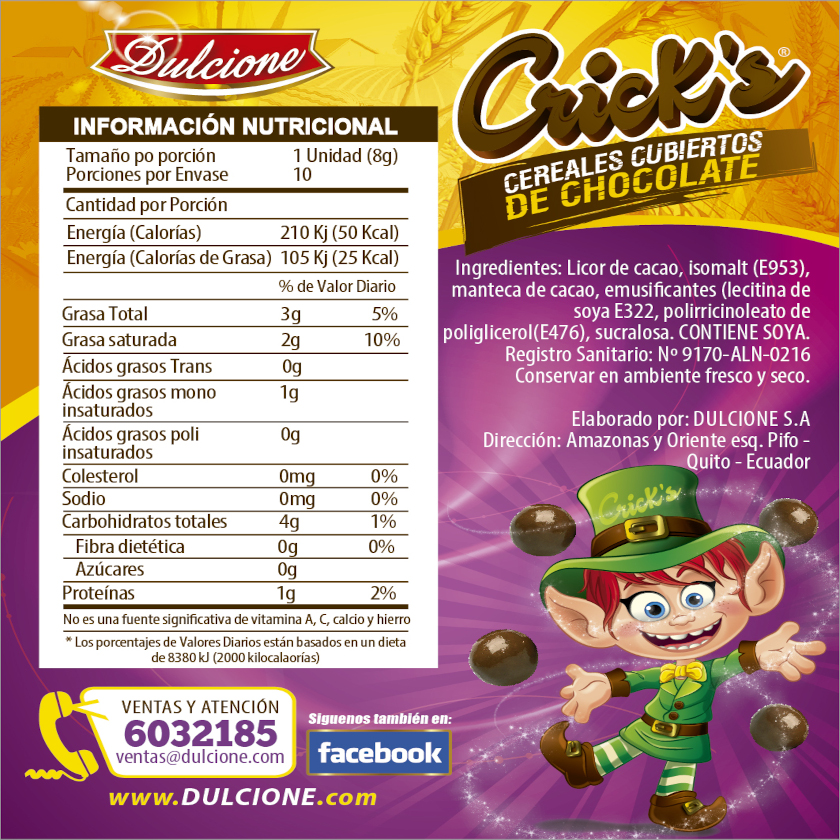 Dulcione
INFORMACIÓN NUTRICIONAL
Tamaño po porción 1 Unidad (8g)
Porciones por Envase 10
Cantidad por Porción
Energía (Calorías) 210 Kj (50 Kcal)
Energía (Calorías de Grasa) 105 Kj (25 Kcal)
% de Valor Diario
Grasa Total 3g 5%
Grasa saturada 2g 10%
Ácidos grasos Trans 0g
Ácidos grasos mono 1g
insaturados
Ácidos grasos poli 0g
insaturados
Colesterol 0mg 0%
Sodio 0mg 0%
Carbohidratos totales 4g 1%
Fibra dietética 0g 0%
Azúcares 0g
Proteínas 1g 2%
No es una fuente significativa de vitamina A, C, calcio y hierro
* Los porcentajes de Valores Diarios están basados en un dieta
de 8380 kJ (2000 kilocalaorías)
VENTAS Y ATENCIÓN
6032185
ventas@dulcione.com
Siguenos también en:
facebook
www.DULCIONE.com
Crick's®
CEREALES CUBIERTOS
DE CHOCOLATE
Ingredientes: Licor de cacao, isomalt (E953),
manteca de cacao, emusificantes (lecitina de
soya E322, polirricinoleato de
poliglicerol(E476), sucralosa. CONTIENE SOYA.
Registro Sanitario: Nº 9170-ALN-0216
Conservar en ambiente fresco y seco.
Elaborado por: DULCIONE S.A
Dirección: Amazonas y Oriente esq. Pifo -
Quito - Ecuador
Crick's